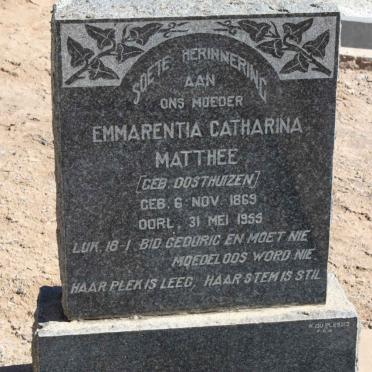 SOETE HERINNERING
AAN
ONS MOEDER
EMMARENTIA CATHARINA
MATTHEE
[GEB. OOSTHUIZEN]
GEB. 6 NOV. 1869
OORL. 31 MEI 1955
LUK. 18-1. BID GEDURIG EN MOET NIE
MOEDELOOS WORD NIE.
HAAR PLEK IS LEEG, HAAR STEM IS STIL.